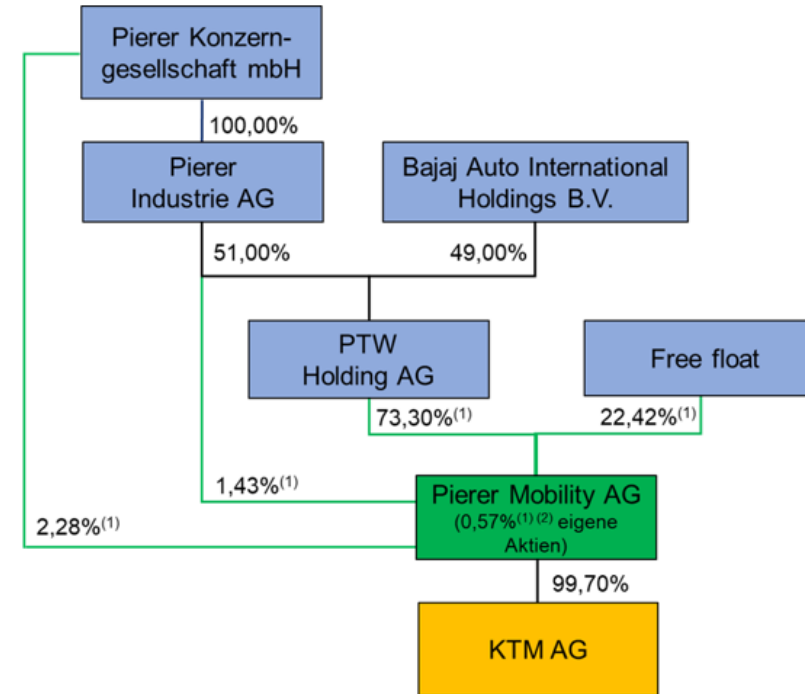 Pierer Konzern-
gesellschaft mbH
100,00%
Pierer
Industrie AG
Bajaj Auto International
Holdings B.V.
51,00%
49,00%
PTW
Holding AG
Free float
73,30%(1)
22,42%(1)
1,43%(1)
2,28%(1)
Pierer Mobility AG
(0,57%(1) (2) eigene
Aktien)
99,70%
KTM AG